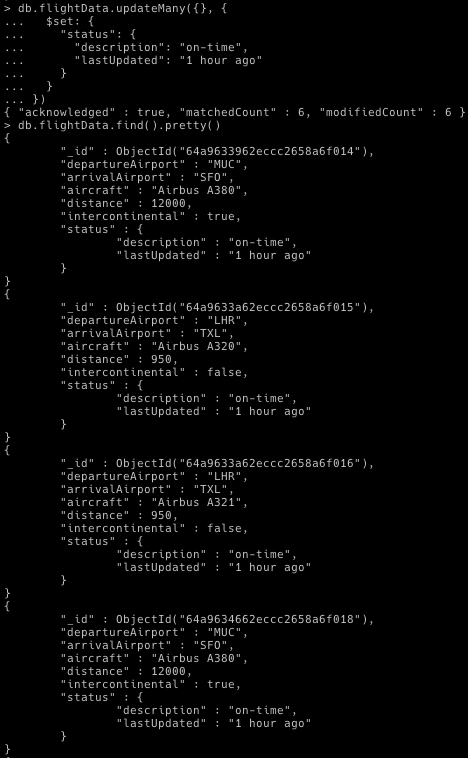 > db.flightData.updateMany({}, {
...   $set: {
...     "status": {
...       "description": "on-time",
...       "lastUpdated": "1 hour ago"
...     }
...   }
... })
{ "acknowledged" : true, "matchedCount" : 6, "modifiedCount" : 6 }
> db.flightData.find().pretty()
{
        "_id" : ObjectId("64a9633962eccc2658a6f014"),
        "departureAirport" : "MUC",
        "arrivalAirport" : "SFO",
        "aircraft" : "Airbus A380",
        "distance" : 12000,
        "intercontinental" : true,
        "status" : {
                "description" : "on-time",
                "lastUpdated" : "1 hour ago"
        }
}
{
        "_id" : ObjectId("64a9633a62eccc2658a6f015"),
        "departureAirport" : "LHR",
        "arrivalAirport" : "TXL",
        "aircraft" : "Airbus A320",
        "distance" : 950,
        "intercontinental" : false,
        "status" : {
                "description" : "on-time",
                "lastUpdated" : "1 hour ago"
        }
}
{
        "_id" : ObjectId("64a9633a62eccc2658a6f016"),
        "departureAirport" : "LHR",
        "arrivalAirport" : "TXL",
        "aircraft" : "Airbus A321",
        "distance" : 950,
        "intercontinental" : false,
        "status" : {
                "description" : "on-time",
                "lastUpdated" : "1 hour ago"
        }
}
{
        "_id" : ObjectId("64a9634662eccc2658a6f018"),
        "departureAirport" : "MUC",
        "arrivalAirport" : "SFO",
        "aircraft" : "Airbus A380",
        "distance" : 12000,
        "intercontinental" : true,
        "status" : {
                "description" : "on-time",
                "lastUpdated" : "1 hour ago"
        }
}